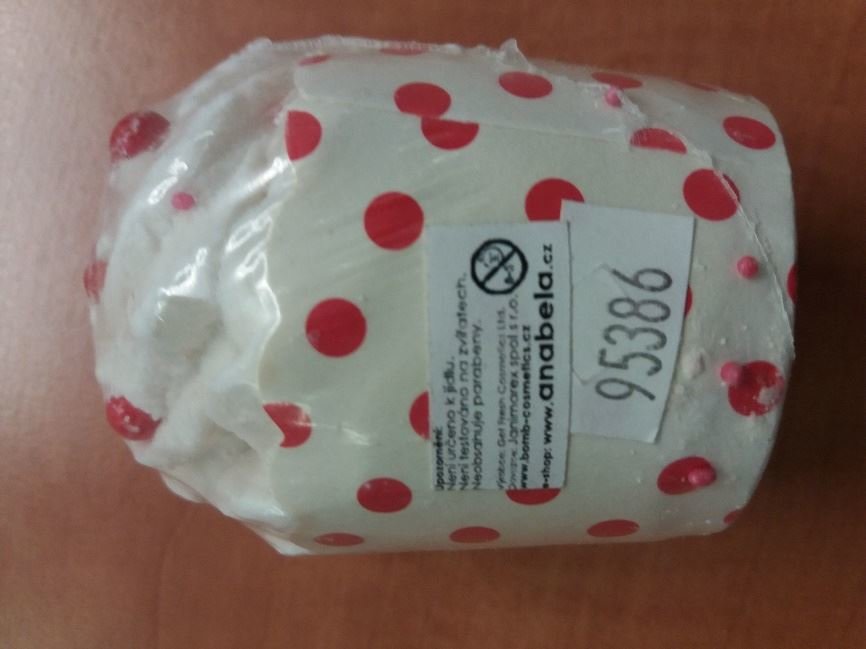 Upozornění:
Není určeno k jídlu.
Není testováno na zvířatech.
Neobsahuje parabeny.
Výrobce: Get Fresh Cosmetics Ltd.
Dovozce: Janimarex spol s r.o.
www.bomb-cosmetics.cz
e-shop: www.anabela.cz
95386